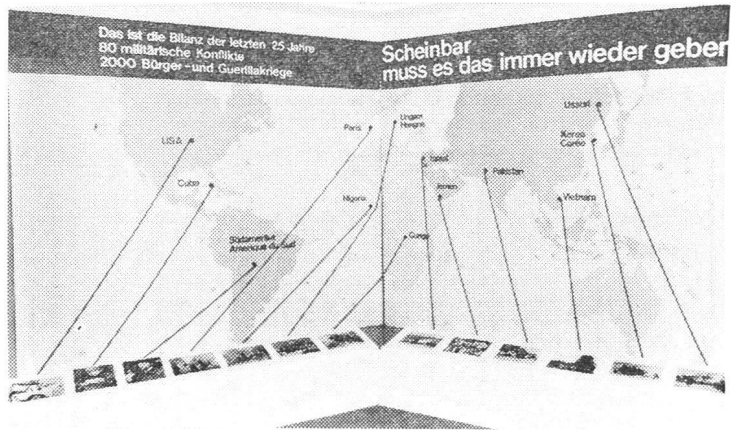 Das ist die Bilanz der letzten 25 Jahre
80 militärische Konflikte
2000 Bürger-und Guerillakriege
Scheinbar
muss es das immer wieder geben
USA
Cuba
Südamerika
Amerique du Sud
Paris
Ungarn
Hongrie
Nigeria
Congo
Israel
Jemen
Pakistan
Ussuri
Korea
Corée
Vietnam